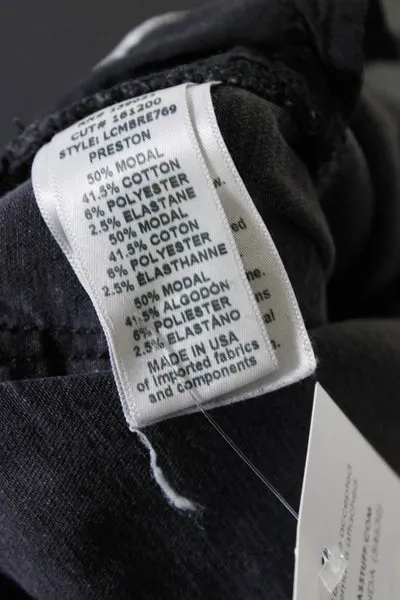 CUT# 161200
STYLE: LCMBRE769
PRESTON
50% MODAL
41.5% COTTON
6% POLYESTER
2.5% ELASTANE
50% MODAL
41.5% COTON
6% POLYESTER
2.5% ÉLASTHANNE
50% MODAL
41.5% ALGODÓN
6% POLIESTER
2.5% ELASTANO
MADE IN USA
of imported fabrics
and components
accepted